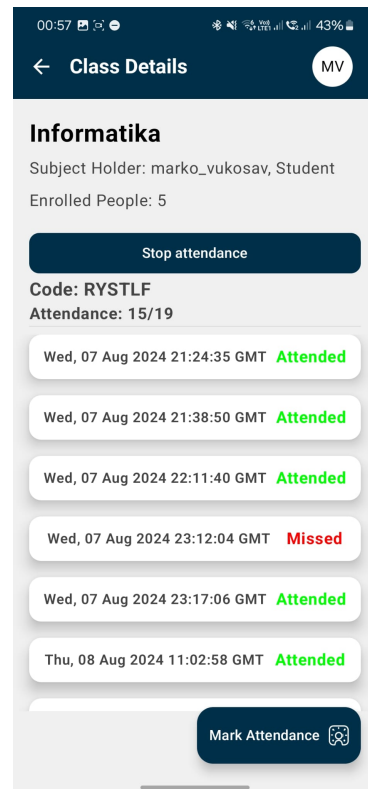 00:57 43%
Class Details MV
Informatika
Subject Holder: marko_vukosav, Student
Enrolled People: 5
Stop attendance
Code: RYSTLF
Attendance: 15/19
Wed, 07 Aug 2024 21:24:35 GMT Attended
Wed, 07 Aug 2024 21:38:50 GMT Attended
Wed, 07 Aug 2024 22:11:40 GMT Attended
Wed, 07 Aug 2024 23:12:04 GMT Missed
Wed, 07 Aug 2024 23:17:06 GMT Attended
Thu, 08 Aug 2024 11:02:58 GMT Attended
Mark Attendance